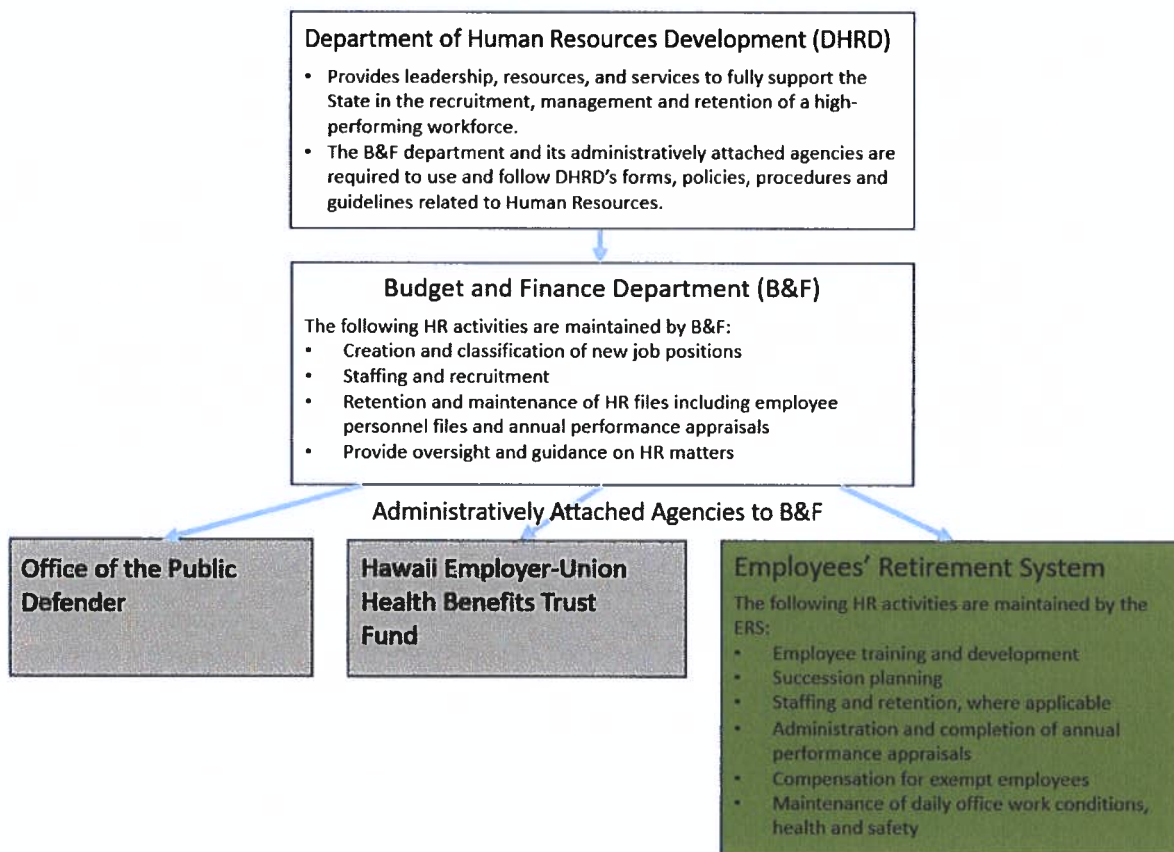 Department of Human Resources Development (DHRD)
• Provides leadership, resources, and services to fully support the
State in the recruitment, management and retention of a high-
performing workforce.
• The B&F department and its administratively attached agencies are
required to use and follow DHRD's forms, policies, procedures and
guidelines related to Human Resources.
Budget and Finance Department (B&F)
The following HR activities are maintained by B&F:
• Creation and classification of new job positions
• Staffing and recruitment
• Retention and maintenance of HR files including employee
personnel files and annual performance appraisals
• Provide oversight and guidance on HR matters
Administratively Attached Agencies to B&F
Office of the Public
Defender
Hawaii Employer-Union
Health Benefits Trust
Fund
Employees' Retirement System
The following HR activities are maintained by the
ERS:
• Employee training and development
• Succession planning
• Staffing and retention, where applicable
• Administration and completion of annual
performance appraisals
• Compensation for exempt employees
• Maintenance of daily office work conditions,
health and safety